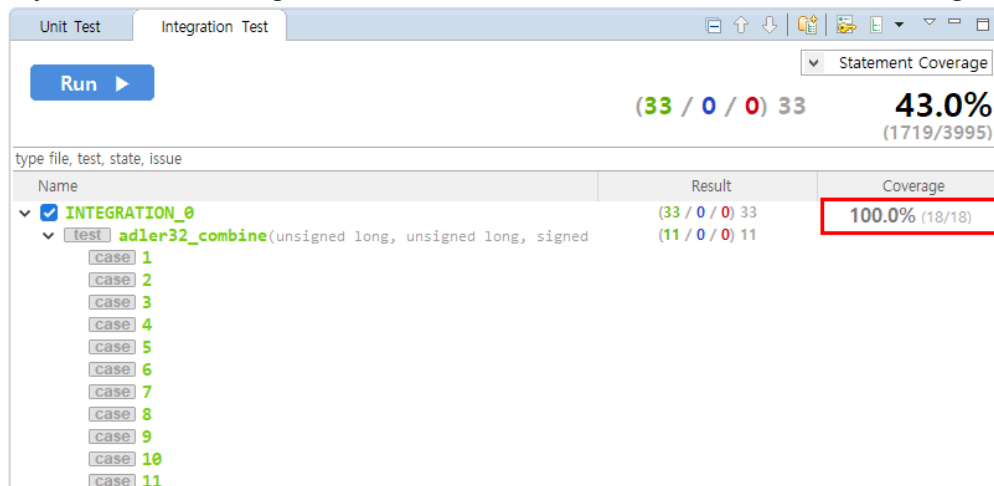 Unit Test Integration Test
Statement Coverage
Run
(33 / 0 / 0) 33 43.0%
(1719/3995)
type file, test, state, issue
Name Result Coverage
INTEGRATION_0 (33 / 0 / 0) 33 100.0% (18/18)
test adler32_combine(unsigned long, unsigned long, signed (11 / 0 / 0) 11
case 1
case 2
case 3
case 4
case 5
case 6
case 7
case 8
case 9
case 10
case 11